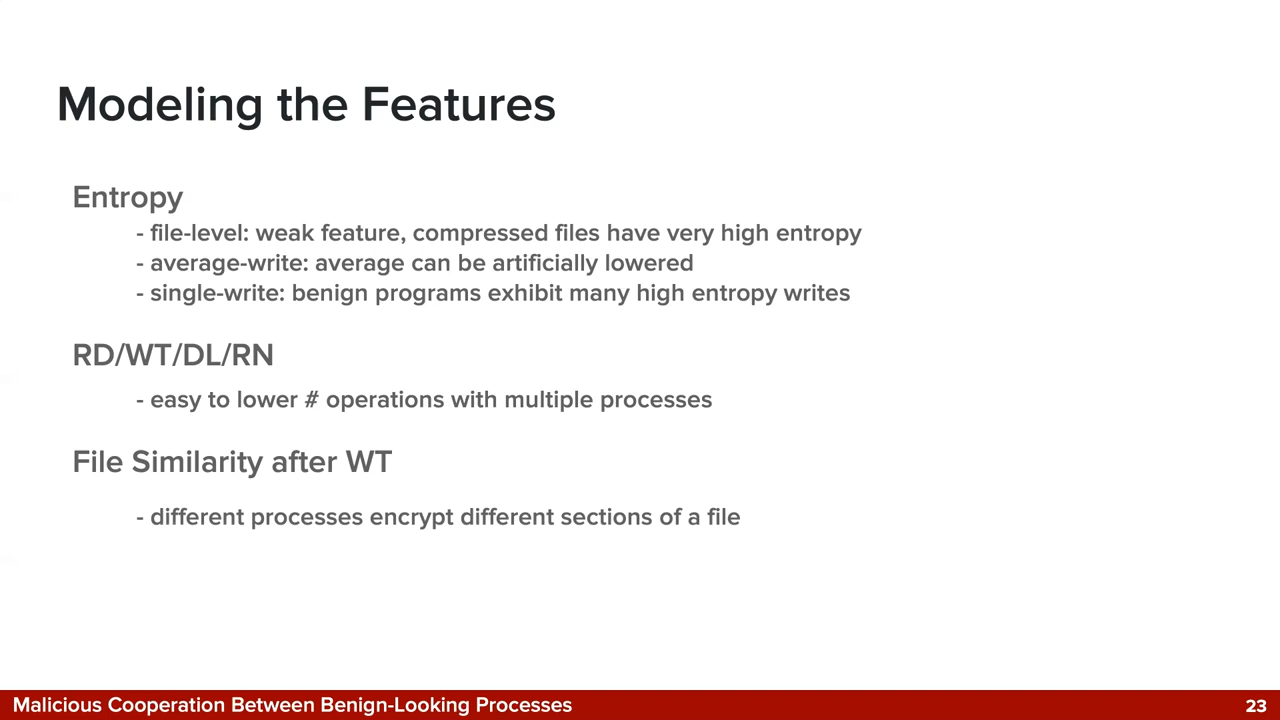 Modeling the Features
Entropy
- file-level: weak feature, compressed files have very high entropy
- average-write: average can be artificially lowered
- single-write: benign programs exhibit many high entropy writes
RD/WT/DL/RN
- easy to lower # operations with multiple processes
File Similarity after WT
- different processes encrypt different sections of a file
Malicious Cooperation Between Benign-Looking Processes
23